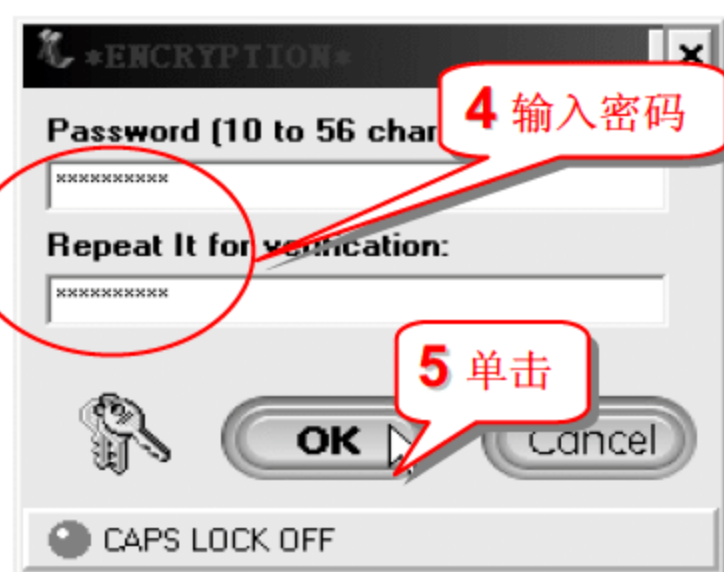 *ENCRYPTION*
4 输入密码
Password (10 to 56 char
**********
Repeat It for verification:
**********
5 单击
OK
Cancel
CAPS LOCK OFF